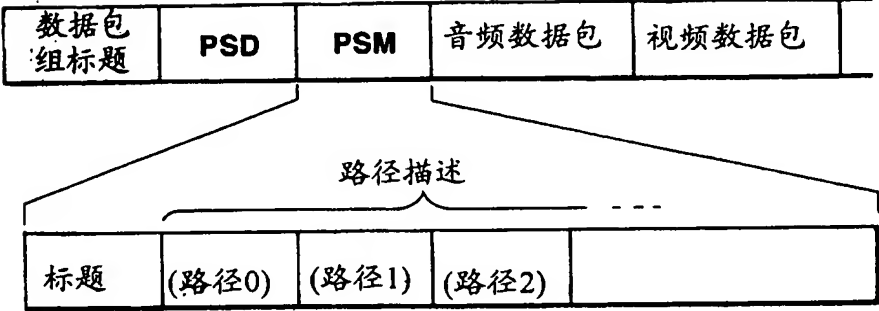 数据包
组标题
PSD
PSM
音频数据包
视频数据包
路径描述
标题
(路径0)
(路径1)
(路径2)